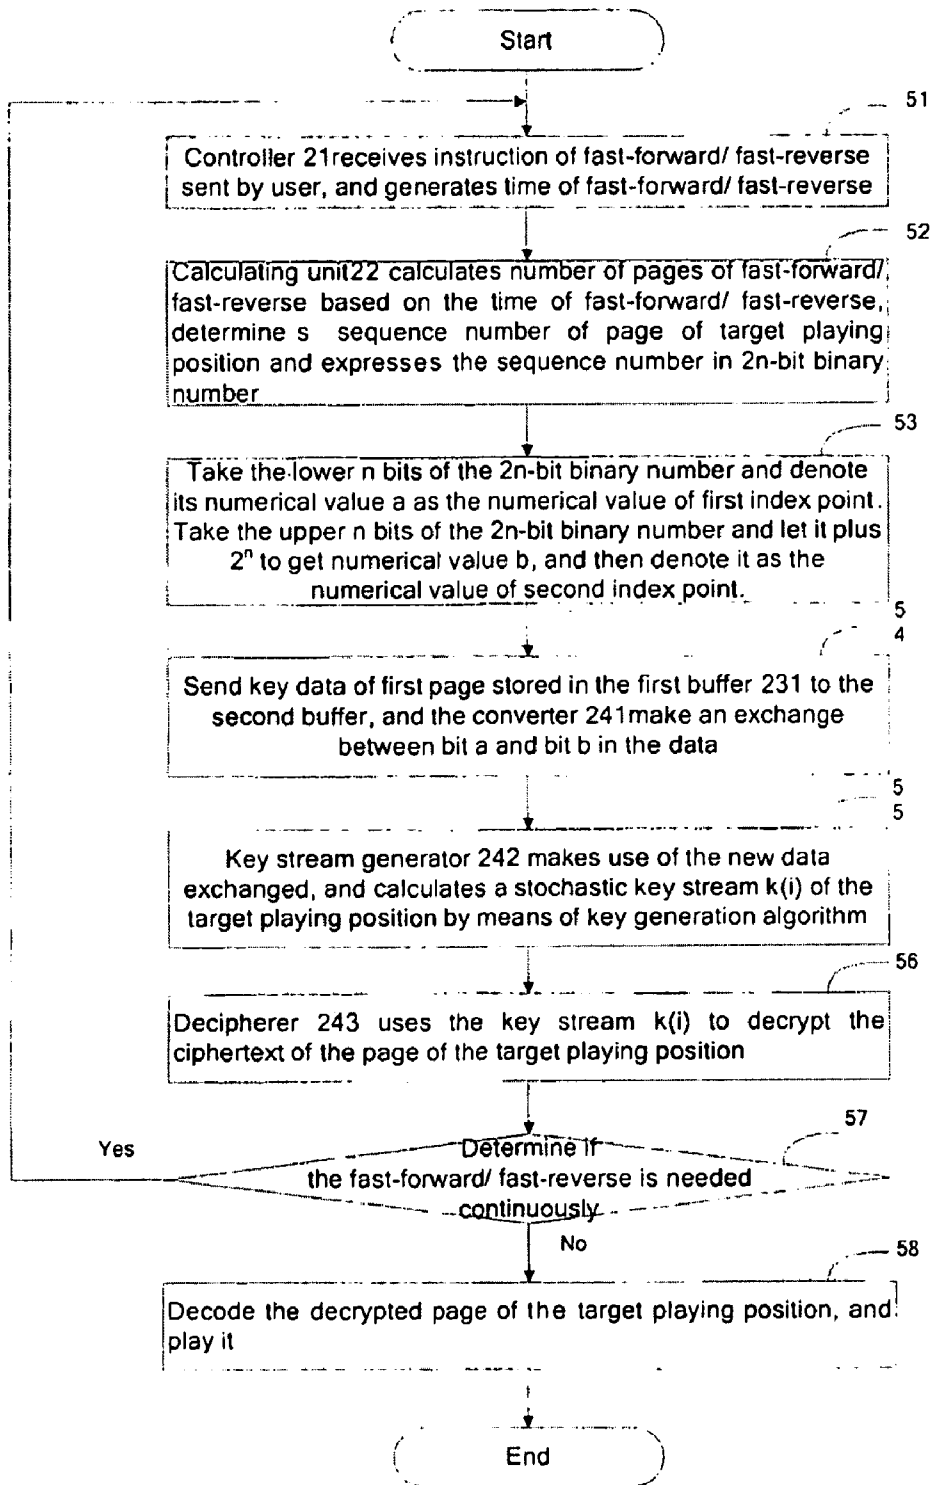 Start
51
Controller 21receives instruction of fast-forward/ fast-reverse
sent by user, and generates time of fast-forward/ fast-reverse
52
Calculating unit22 calculates number of pages of fast-forward/
fast-reverse based on the time of fast-forward/ fast-reverse,
determine s sequence number of page of target playing
position and expresses the sequence number in 2n-bit binary
number
53
Take the lower n bits of the 2n-bit binary number and denote
its numerical value a as the numerical value of first index point.
Take the upper n bits of the 2n-bit binary number and let it plus
2ⁿ to get numerical value b, and then denote it as the
numerical value of second index point.
5
4
Send key data of first page stored in the first buffer 231 to the
second buffer, and the converter 241make an exchange
between bit a and bit b in the data
5
5
Key stream generator 242 makes use of the new data
exchanged, and calculates a stochastic key stream k(i) of the
target playing position by means of key generation algorithm
56
Decipherer 243 uses the key stream k(i) to decrypt the
ciphertext of the page of the target playing position
57
Yes
Determine if
the fast-forward/ fast-reverse is needed
continuously
No
58
Decode the decrypted page of the target playing position, and
play it
End